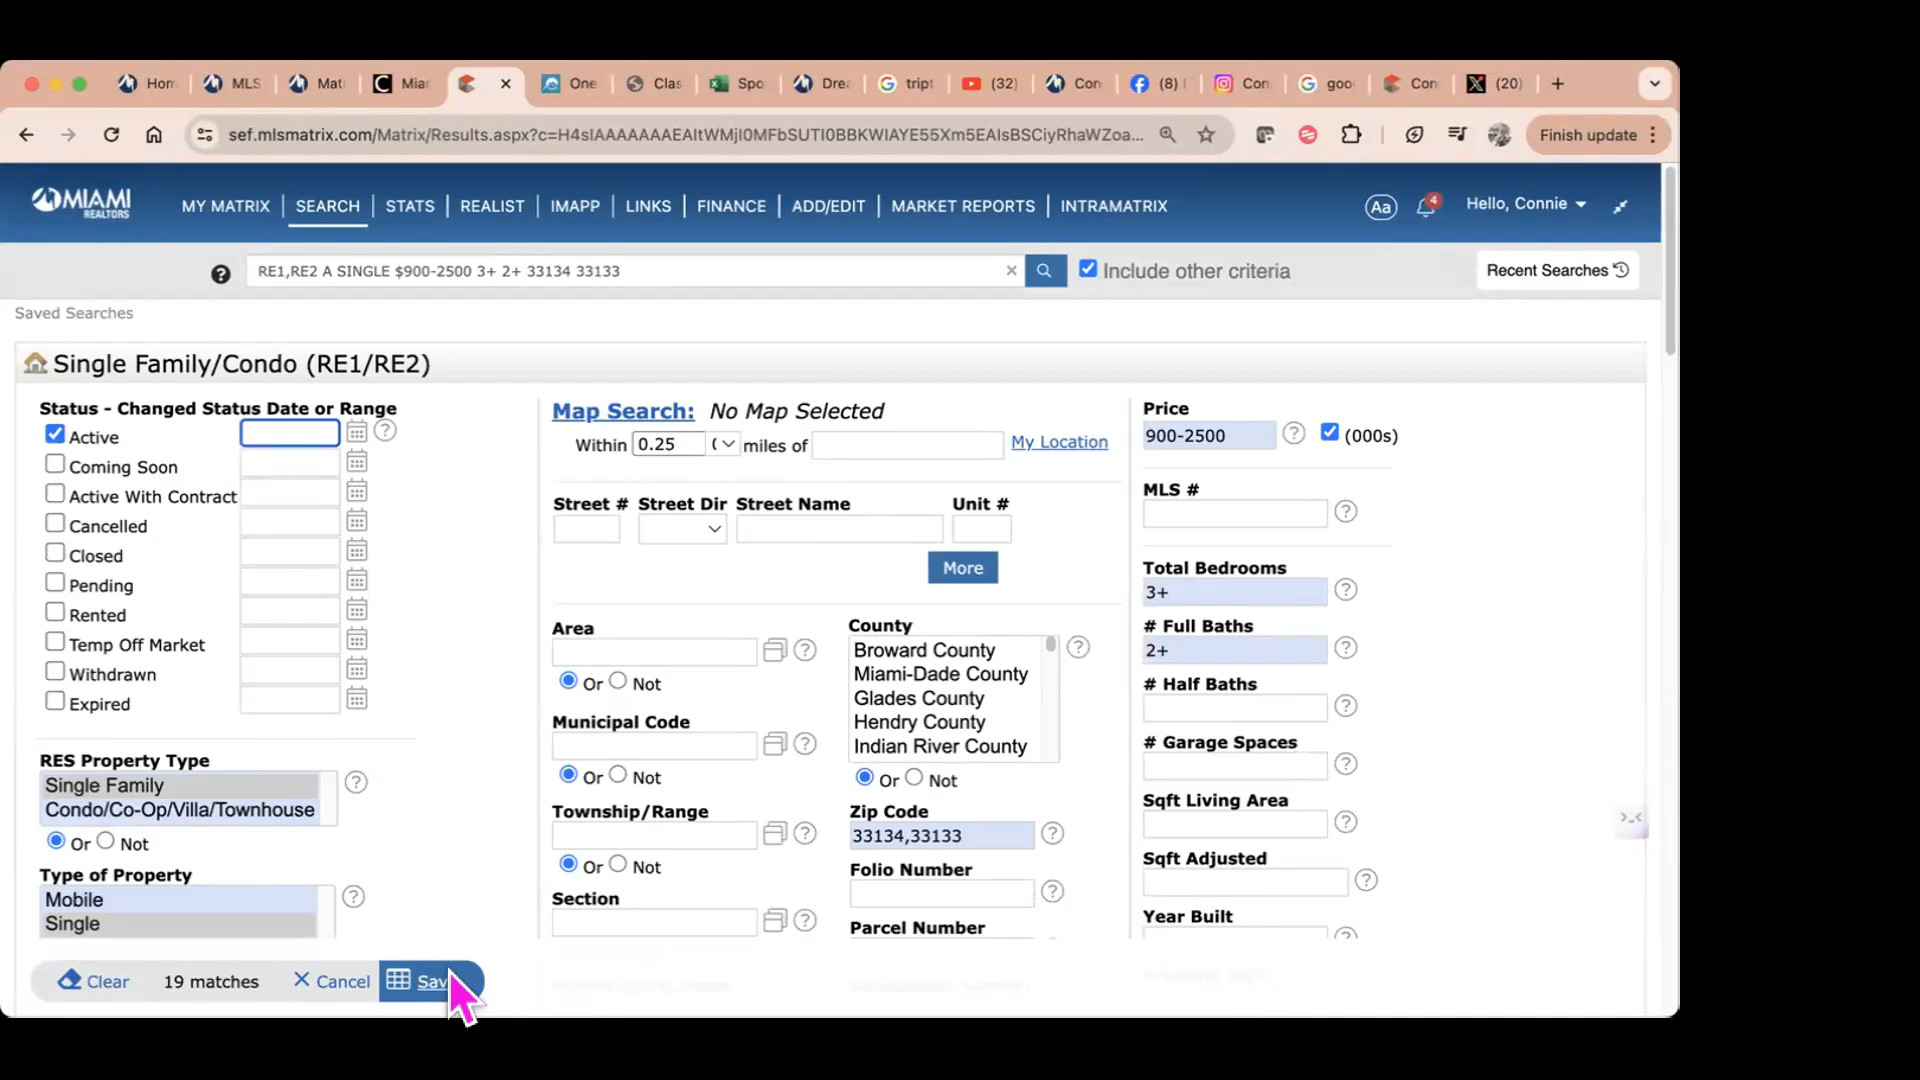 Hom MLS Mat Miar One Clas Spo Drea tript (32) Con (8) Con goo Con (20)
sef.mlsmatrix.com/Matrix/Results.aspx?c=H4sIAAAAAAAEAItWMjI0MFbSUTI0BBKWIAYE55Xm5EAIsBSCiyRhaWZoa... Finish update
MIAMI REALTORS
MY MATRIX SEARCH STATS REALIST IMAPP LINKS FINANCE ADD/EDIT MARKET REPORTS INTRAMATRIX Aa 4 Hello, Connie
RE1,RE2 A SINGLE $900-2500 3+ 2+ 33134 33133 Include other criteria Recent Searches
Saved Searches
Single Family/Condo (RE1/RE2)
Status - Changed Status Date or Range
Active
Coming Soon
Active With Contract
Cancelled
Closed
Pending
Rented
Temp Off Market
Withdrawn
Expired
RES Property Type
Single Family
Condo/Co-Op/Villa/Townhouse
Or Not
Type of Property
Mobile
Single
Map Search: No Map Selected
Within 0.25 ( miles of My Location
Street # Street Dir Street Name Unit #
More
Area
Or Not
Municipal Code
Or Not
Township/Range
Or Not
Section
County
Broward County
Miami-Dade County
Glades County
Hendry County
Indian River County
Or Not
Zip Code
33134,33133
Folio Number
Parcel Number
Price
900-2500 (000s)
MLS #
Total Bedrooms
3+
# Full Baths
2+
# Half Baths
# Garage Spaces
Sqft Living Area
Sqft Adjusted
Year Built
Clear 19 matches Cancel Sav